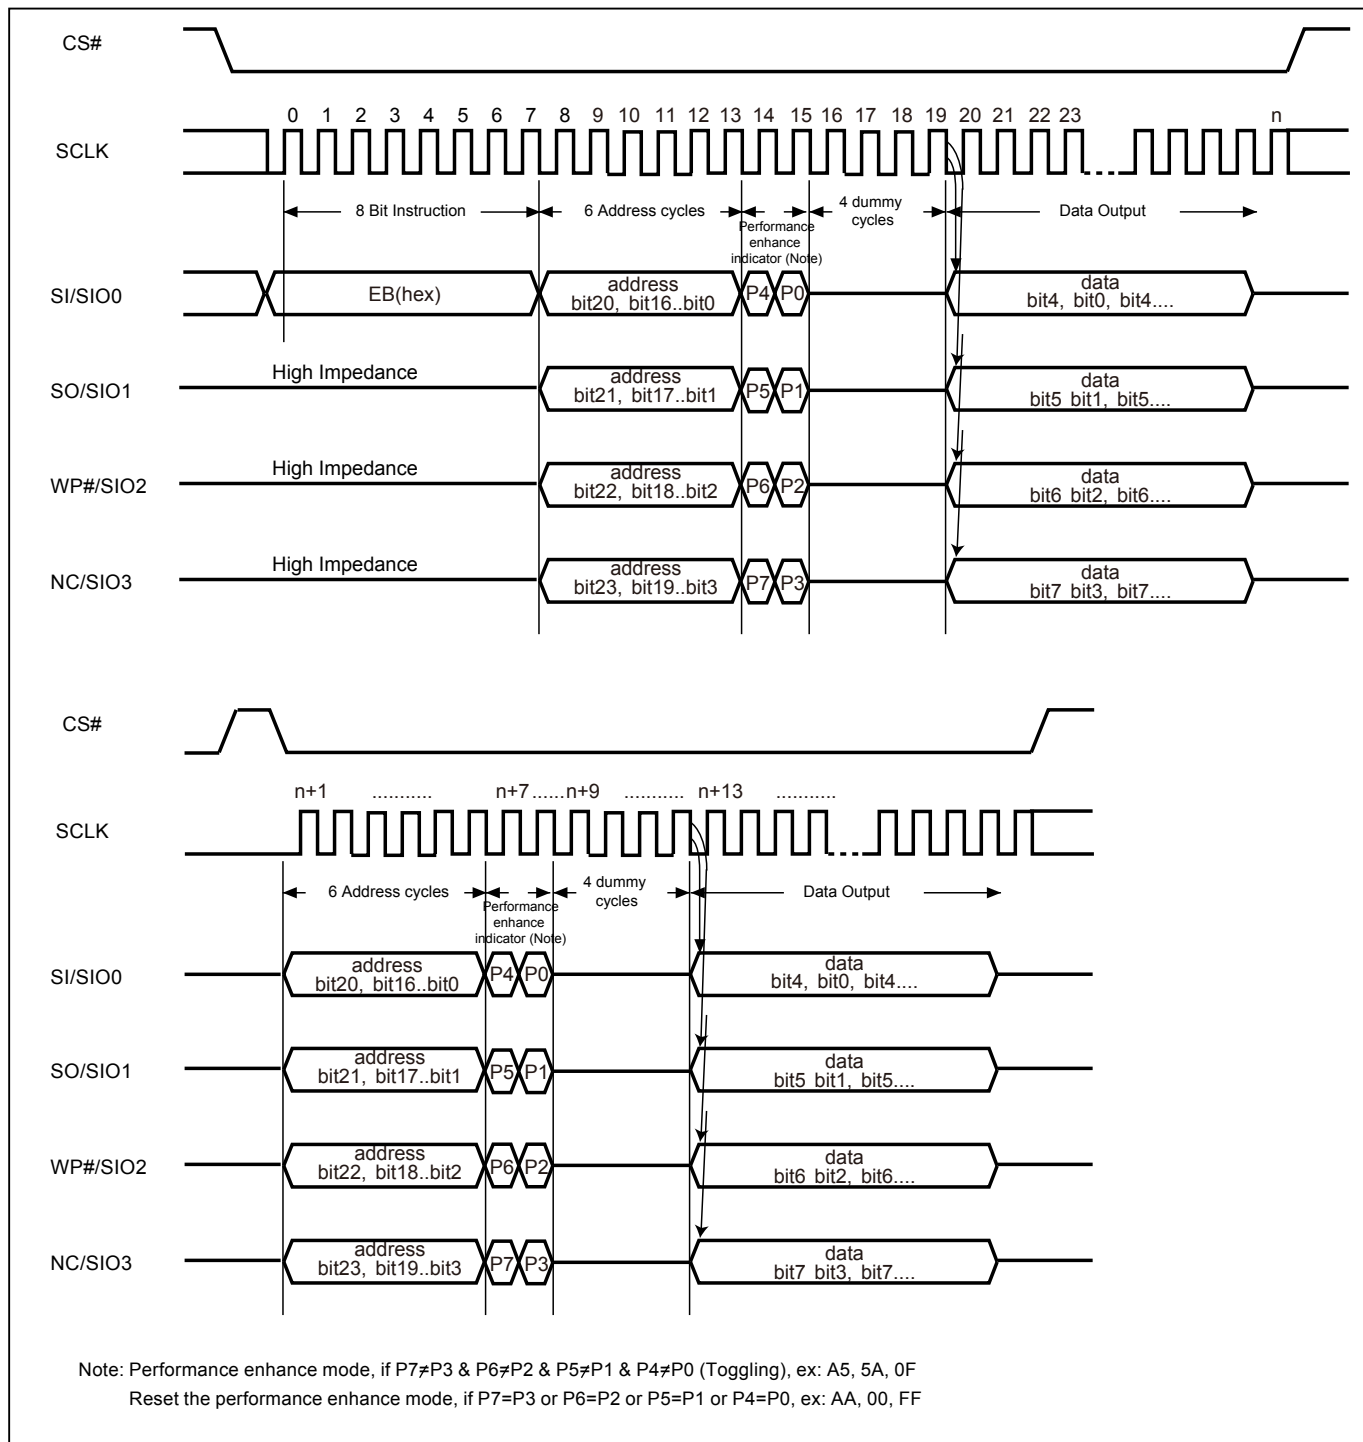 CS#
0 1 2 3 4 5 6 7 8 9 10 11 12 13 14 15 16 17 18 19 20 21 22 23 n
SCLK
8 Bit Instruction 6 Address cycles Performance enhance indicator (Note) 4 dummy cycles Data Output
SI/SIO0 EB(hex) address bit20, bit16..bit0 P4 P0 data bit4, bit0, bit4....
SO/SIO1 High Impedance address bit21, bit17..bit1 P5 P1 data bit5 bit1, bit5....
WP#/SIO2 High Impedance address bit22, bit18..bit2 P6 P2 data bit6 bit2, bit6....
NC/SIO3 High Impedance address bit23, bit19..bit3 P7 P3 data bit7 bit3, bit7....
CS#
n+1 ........... n+7 ...... n+9 ........... n+13 ...........
SCLK
6 Address cycles Performance enhance indicator (Note) 4 dummy cycles Data Output
SI/SIO0 address bit20, bit16..bit0 P4 P0 data bit4, bit0, bit4....
SO/SIO1 address bit21, bit17..bit1 P5 P1 data bit5 bit1, bit5....
WP#/SIO2 address bit22, bit18..bit2 P6 P2 data bit6 bit2, bit6....
NC/SIO3 address bit23, bit19..bit3 P7 P3 data bit7 bit3, bit7....
Note: Performance enhance mode, if P7≠P3 & P6≠P2 & P5≠P1 & P4≠P0 (Toggling), ex: A5, 5A, 0F
Reset the performance enhance mode, if P7=P3 or P6=P2 or P5=P1 or P4=P0, ex: AA, 00, FF